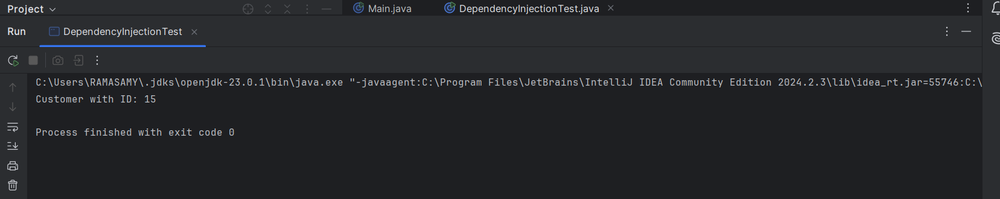 Project
Main.java
DependencyInjectionTest.java
Run
DependencyInjectionTest
C:\Users\RAMASAMY\.jdks\openjdk-23.0.1\bin\java.exe "-javaagent:C:\Program Files\JetBrains\IntelliJ IDEA Community Edition 2024.2.3\lib\idea_rt.jar=55746:C:\
Customer with ID: 15
Process finished with exit code 0